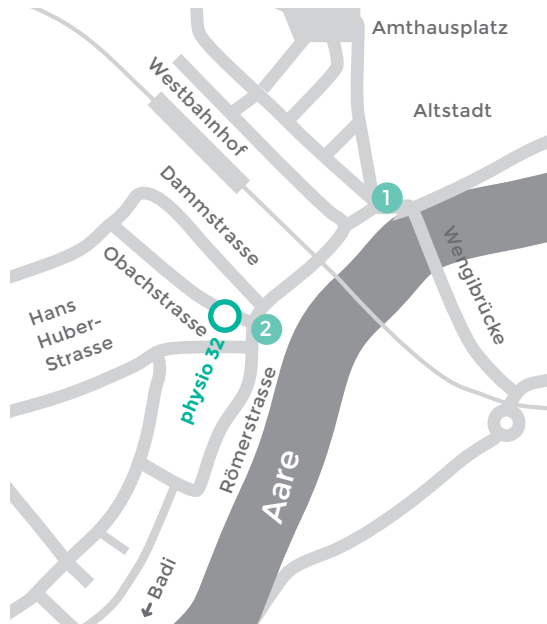 Amthausplatz
Altstadt
Westbahnhof
1
Dammstrasse
Wengibrücke
Obachstrasse
Hans
Huber-
Strasse
2
physio 32
Römerstrasse
Aare
← Badi